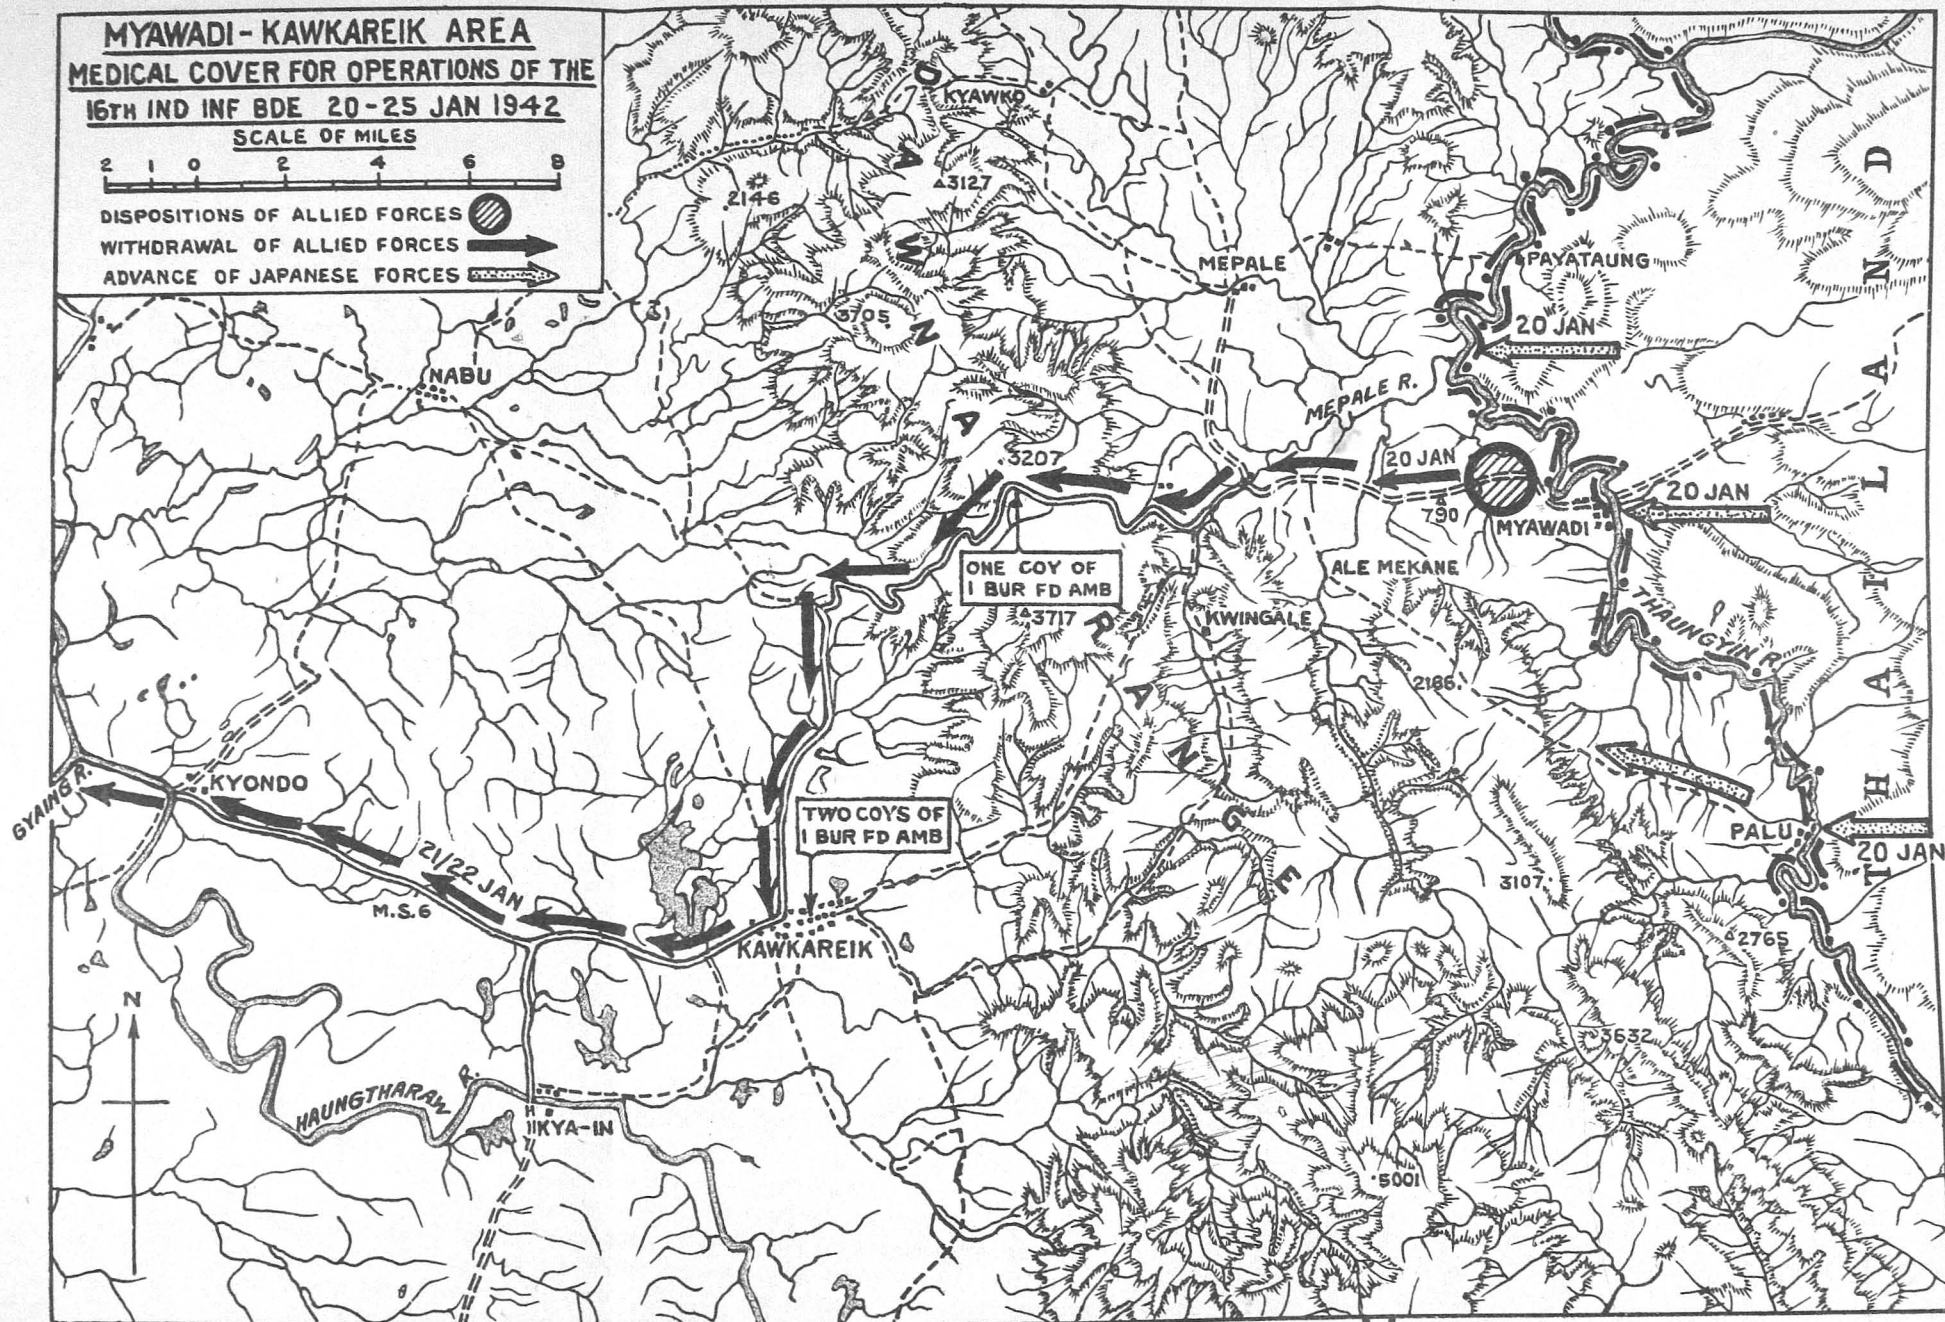 MYAWADI - KAWKAREIK AREA
MEDICAL COVER FOR OPERATIONS OF THE
16TH IND INF BDE 20-25 JAN 1942
SCALE OF MILES
2 1 0 2 4 6 8
DISPOSITIONS OF ALLIED FORCES
WITHDRAWAL OF ALLIED FORCES
ADVANCE OF JAPANESE FORCES
KYAWKO
DAWNA RANGE
THAILAND
3127
2146
MEPALE
PAYATAUNG
3705
20 JAN
NABU
MEPALE R.
3207
20 JAN
20 JAN
790
MYAWADI
ONE COY OF
1 BUR FD AMB
ALE MEKANE
3717
KWINGALE
THAUNGYIN R.
2186
GYAING R.
KYONDO
TWO COYS OF
1 BUR FD AMB
PALU
20 JAN
21/22 JAN
M.S.6
3107
KAWKAREIK
2765
N
3632
HAUNGTHARAW R.
KYA-IN
5001